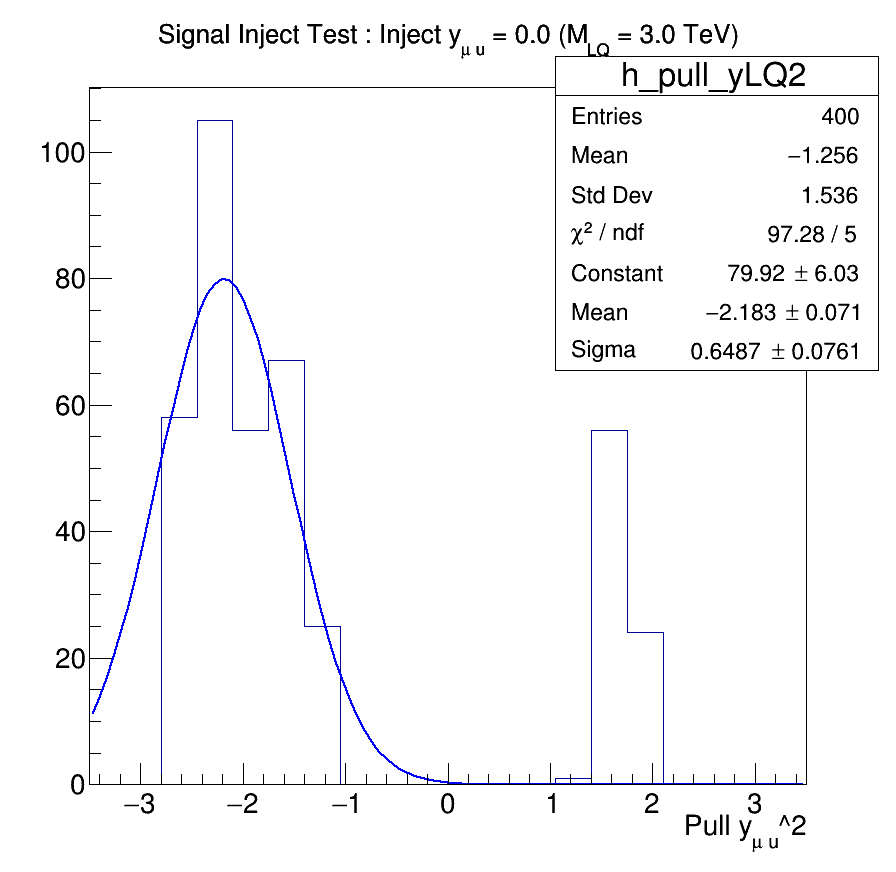 Signal Inject Test : Inject y_μ u = 0.0 (M_LQ = 3.0 TeV)
h_pull_yLQ2
Entries 400
Mean −1.256
Std Dev 1.536
χ² / ndf 97.28 / 5
Constant 79.92 ± 6.03
Mean −2.183 ± 0.071
Sigma 0.6487 ± 0.0761
100
80
60
40
20
0
−3 −2 −1 0 1 2 3
Pull y_μ u^2